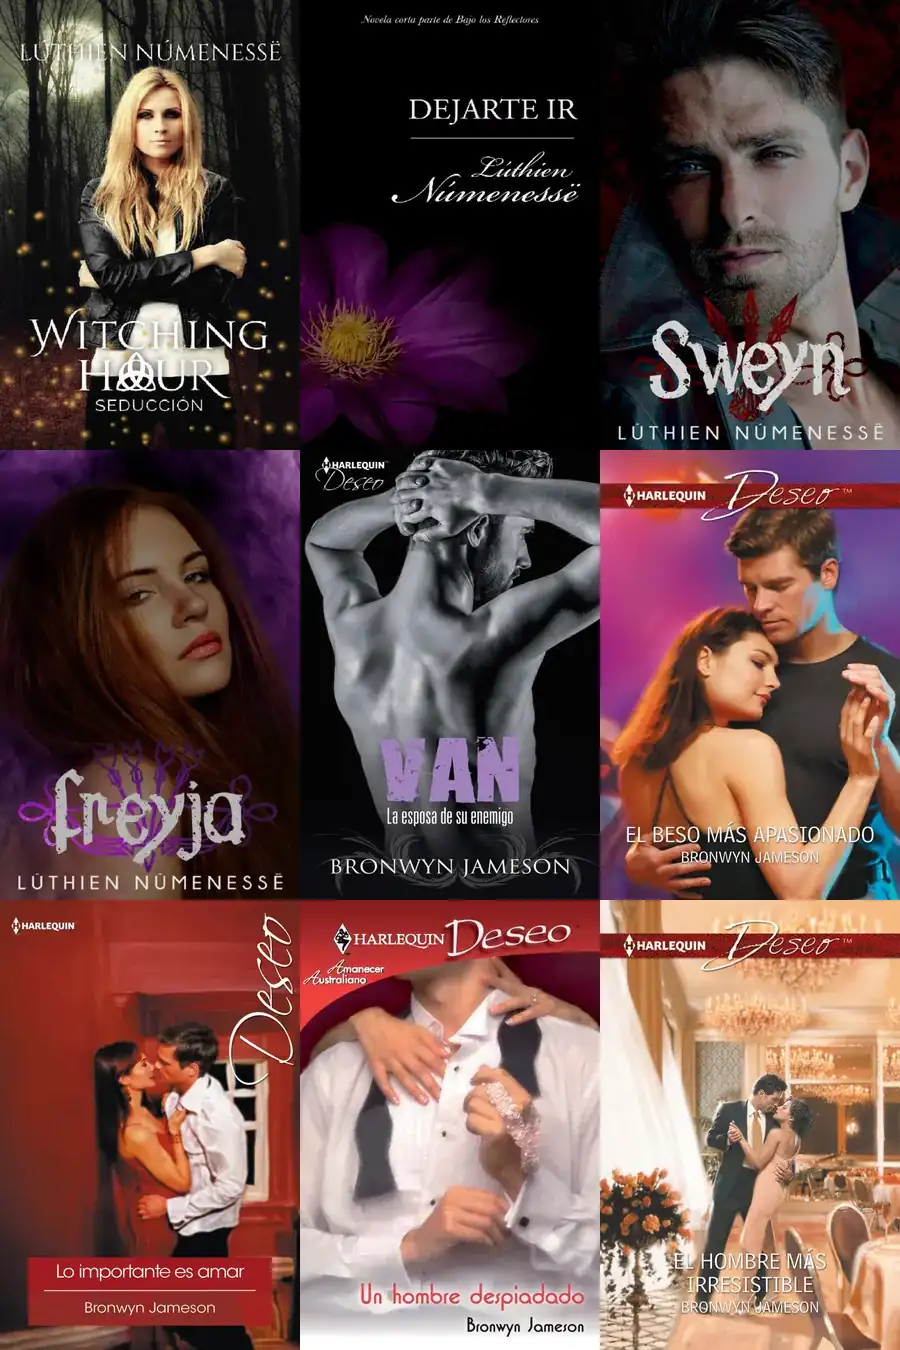 LÚTHIEN NÚMENESSË
WITCHING
HOUR
SEDUCCIÓN
Novela corta parte de Bajo los Reflectores
DEJARTE IR
Lúthien
Númenessë
Sweyn
LÚTHIEN NÚMENESSË
freyja
LÚTHIEN NÚMENESSË
HARLEQUIN™
Deseo
VAN
La esposa de su enemigo
BRONWYN JAMESON
HARLEQUIN Deseo™
EL BESO MÁS APASIONADO
BRONWYN JAMESON
HARLEQUIN
Deseo
Lo importante es amar
Bronwyn Jameson
HARLEQUIN Deseo
Amanecer
Australiano
Un hombre despiadado
Bronwyn Jameson
HARLEQUIN Deseo™
EL HOMBRE MÁS
IRRESISTIBLE
BRONWYN JAMESON